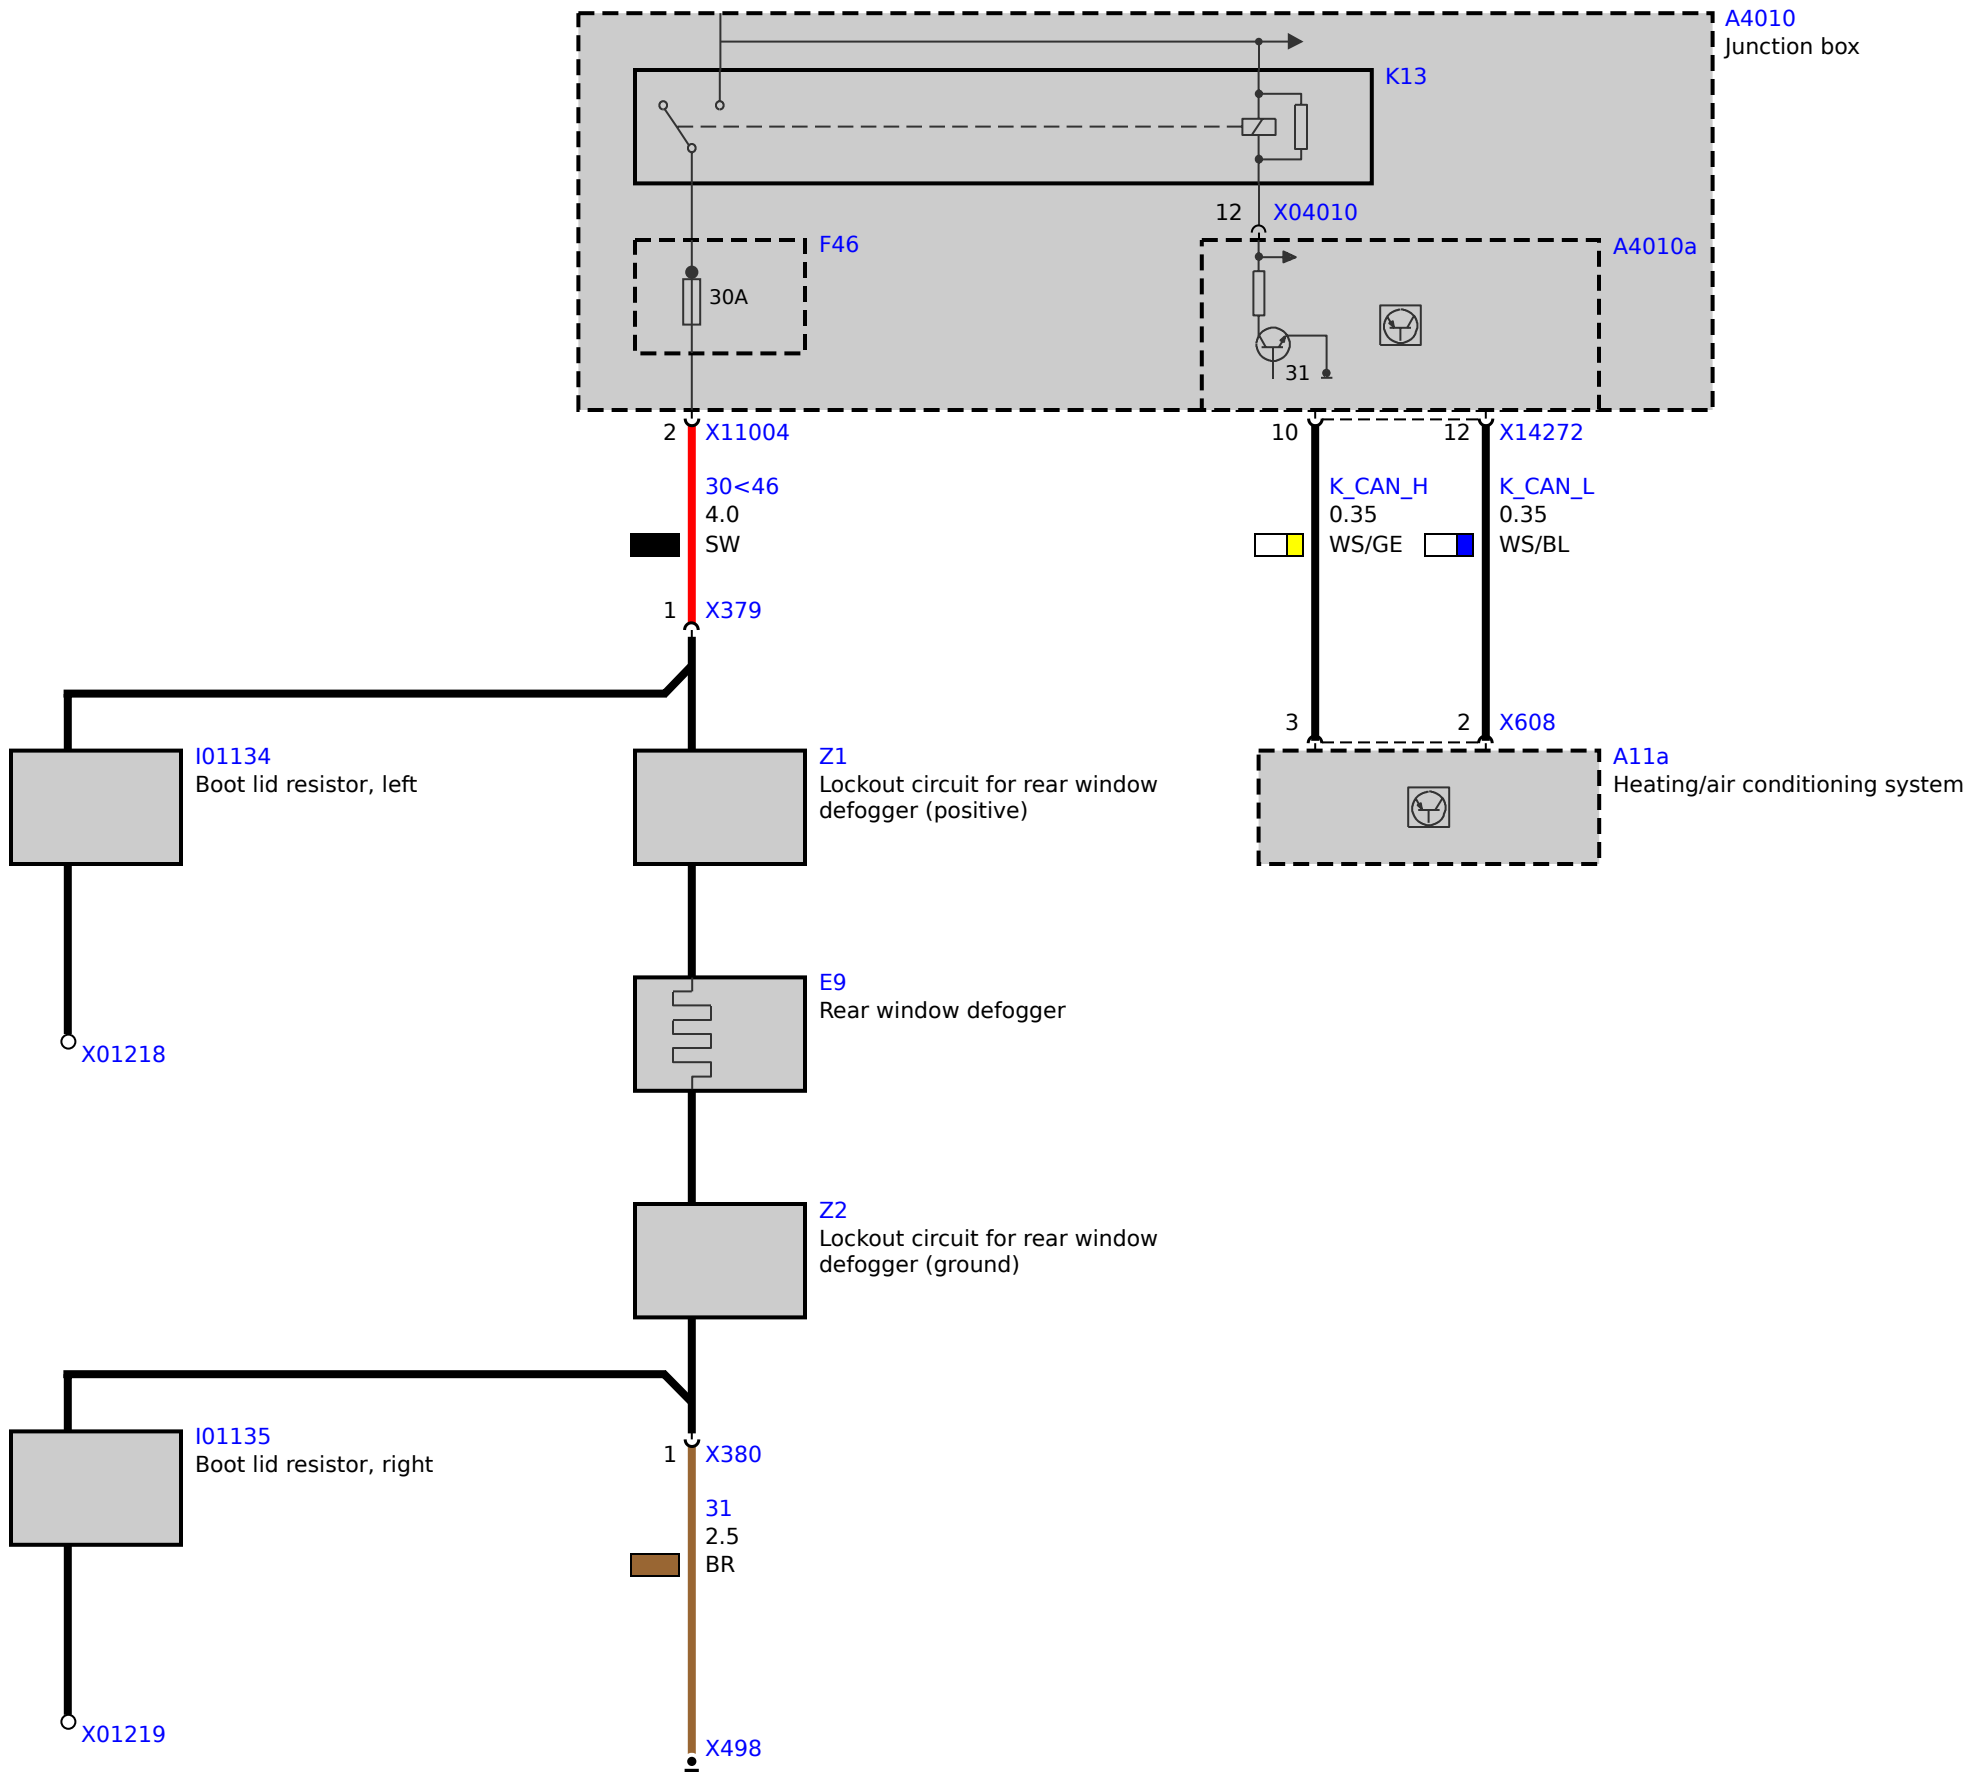 A4010
Junction box
K13
12 X04010
F46
A4010a
30A
31
2 X11004
10 12 X14272
30<46
4.0
SW
K_CAN_H
0.35
WS/GE
K_CAN_L
0.35
WS/BL
1 X379
3 2 X608
I01134
Boot lid resistor, left
Z1
Lockout circuit for rear window
defogger (positive)
A11a
Heating/air conditioning system
E9
Rear window defogger
X01218
Z2
Lockout circuit for rear window
defogger (ground)
I01135
Boot lid resistor, right
1 X380
31
2.5
BR
X01219
X498